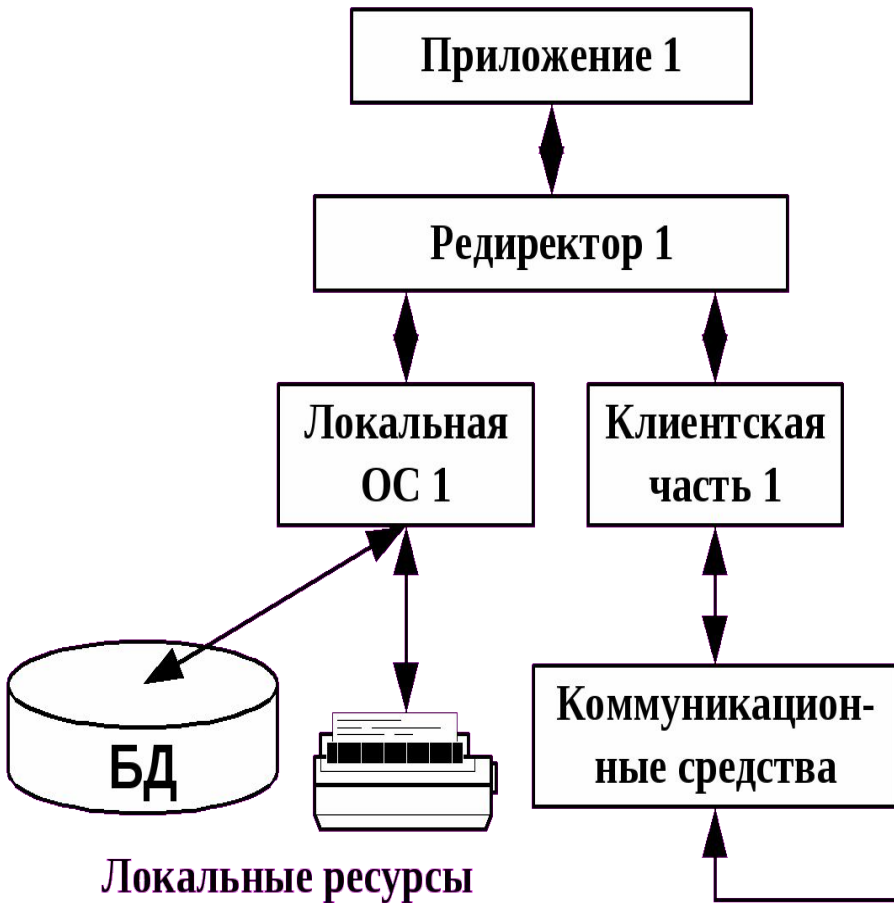 Приложение 1
Редиректор 1
Локальная
ОС 1
Клиентская
часть 1
БД
Коммуникацион-
ные средства
Локальные ресурсы